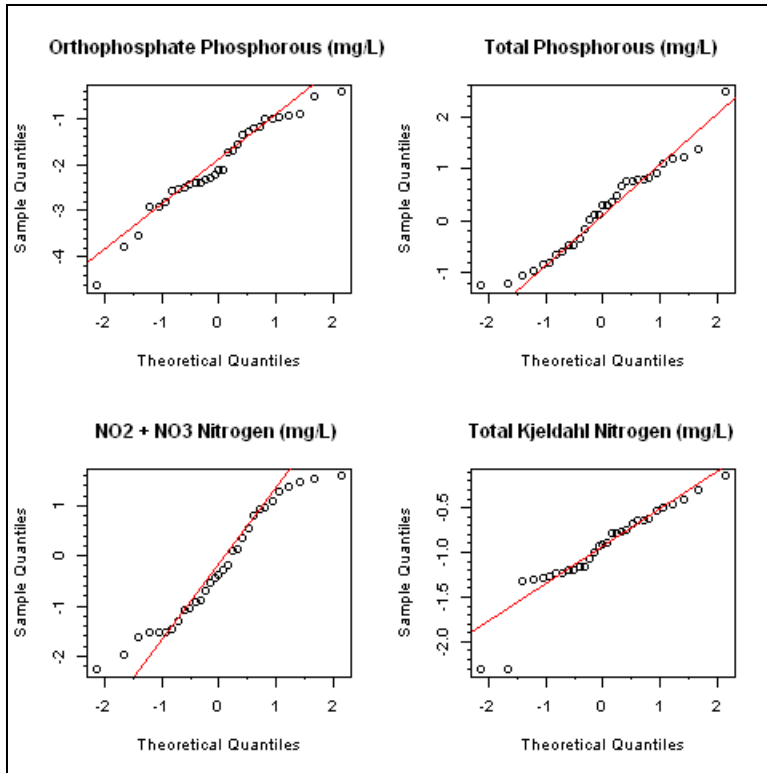 Orthophosphate Phosphorous (mg/L)
Sample Quantiles
-1
-2
-3
-4
-2 -1 0 1 2
Theoretical Quantiles
Total Phosphorous (mg/L)
Sample Quantiles
2
1
0
-1
-2 -1 0 1 2
Theoretical Quantiles
NO2 + NO3 Nitrogen (mg/L)
Sample Quantiles
1
0
-1
-2
-2 -1 0 1 2
Theoretical Quantiles
Total Kjeldahl Nitrogen (mg/L)
Sample Quantiles
-0.5
-1.0
-1.5
-2.0
-2 -1 0 1 2
Theoretical Quantiles